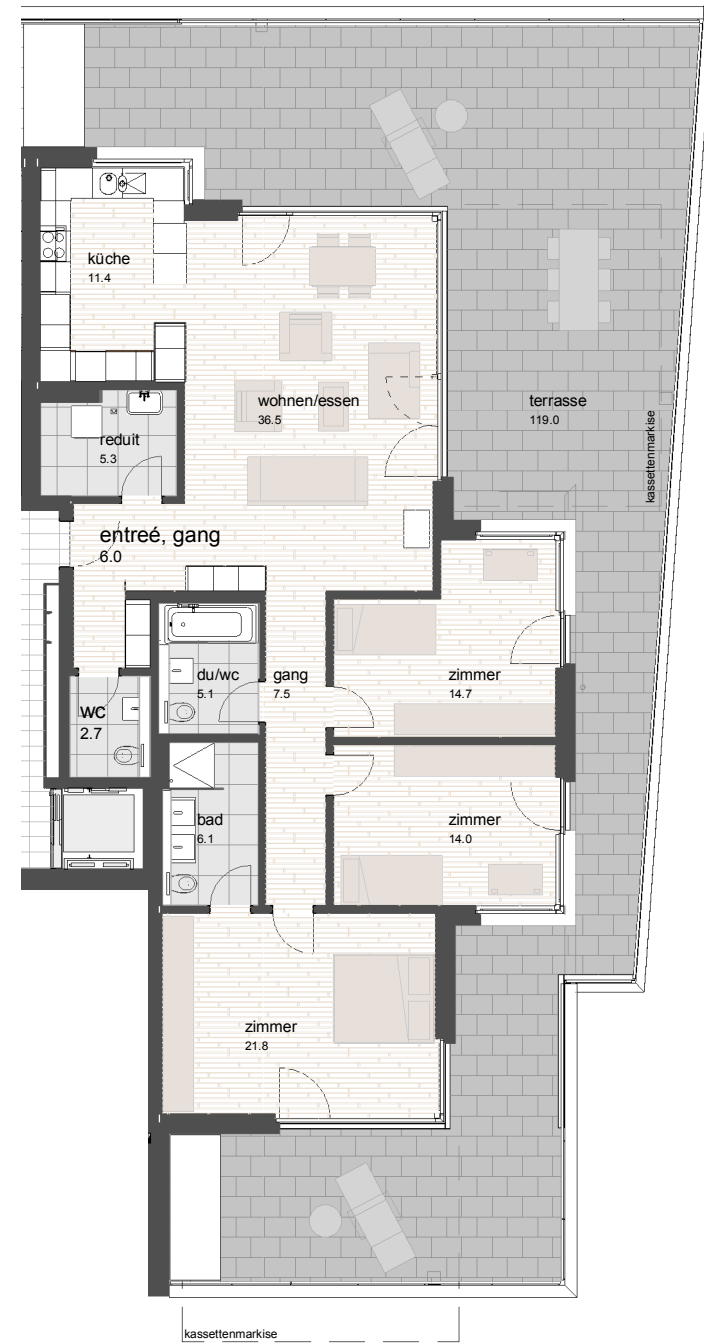 küche
11.4
wohnen/essen
36.5
terrasse
119.0
kassettenmarkise
reduit
5.3
entreé, gang
6.0
zimmer
14.7
du/wc
5.1
gang
7.5
wc
2.7
bad
6.1
zimmer
14.0
zimmer
21.8
kassettenmarkise